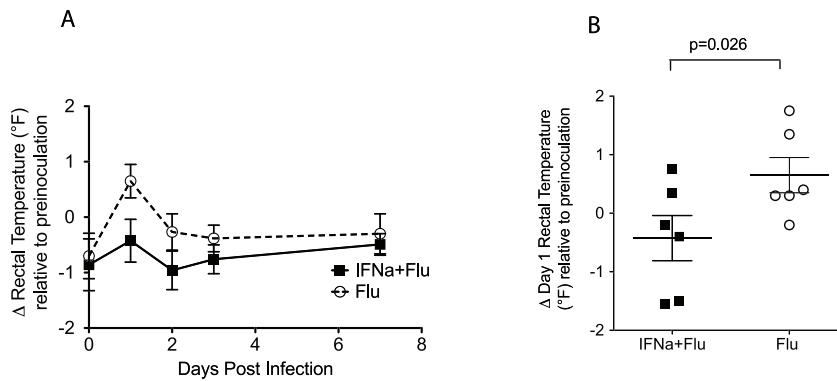 A
Δ Rectal Temperature (°F)
relative to preinoculation
2
1
0
-1
-2
0
2
4
6
8
Days Post Infection
IFNa+Flu
Flu
B
p=0.026
Δ Day 1 Rectal Temperature
(°F) relative to preinoculation
2
1
0
-1
-2
IFNa+Flu
Flu